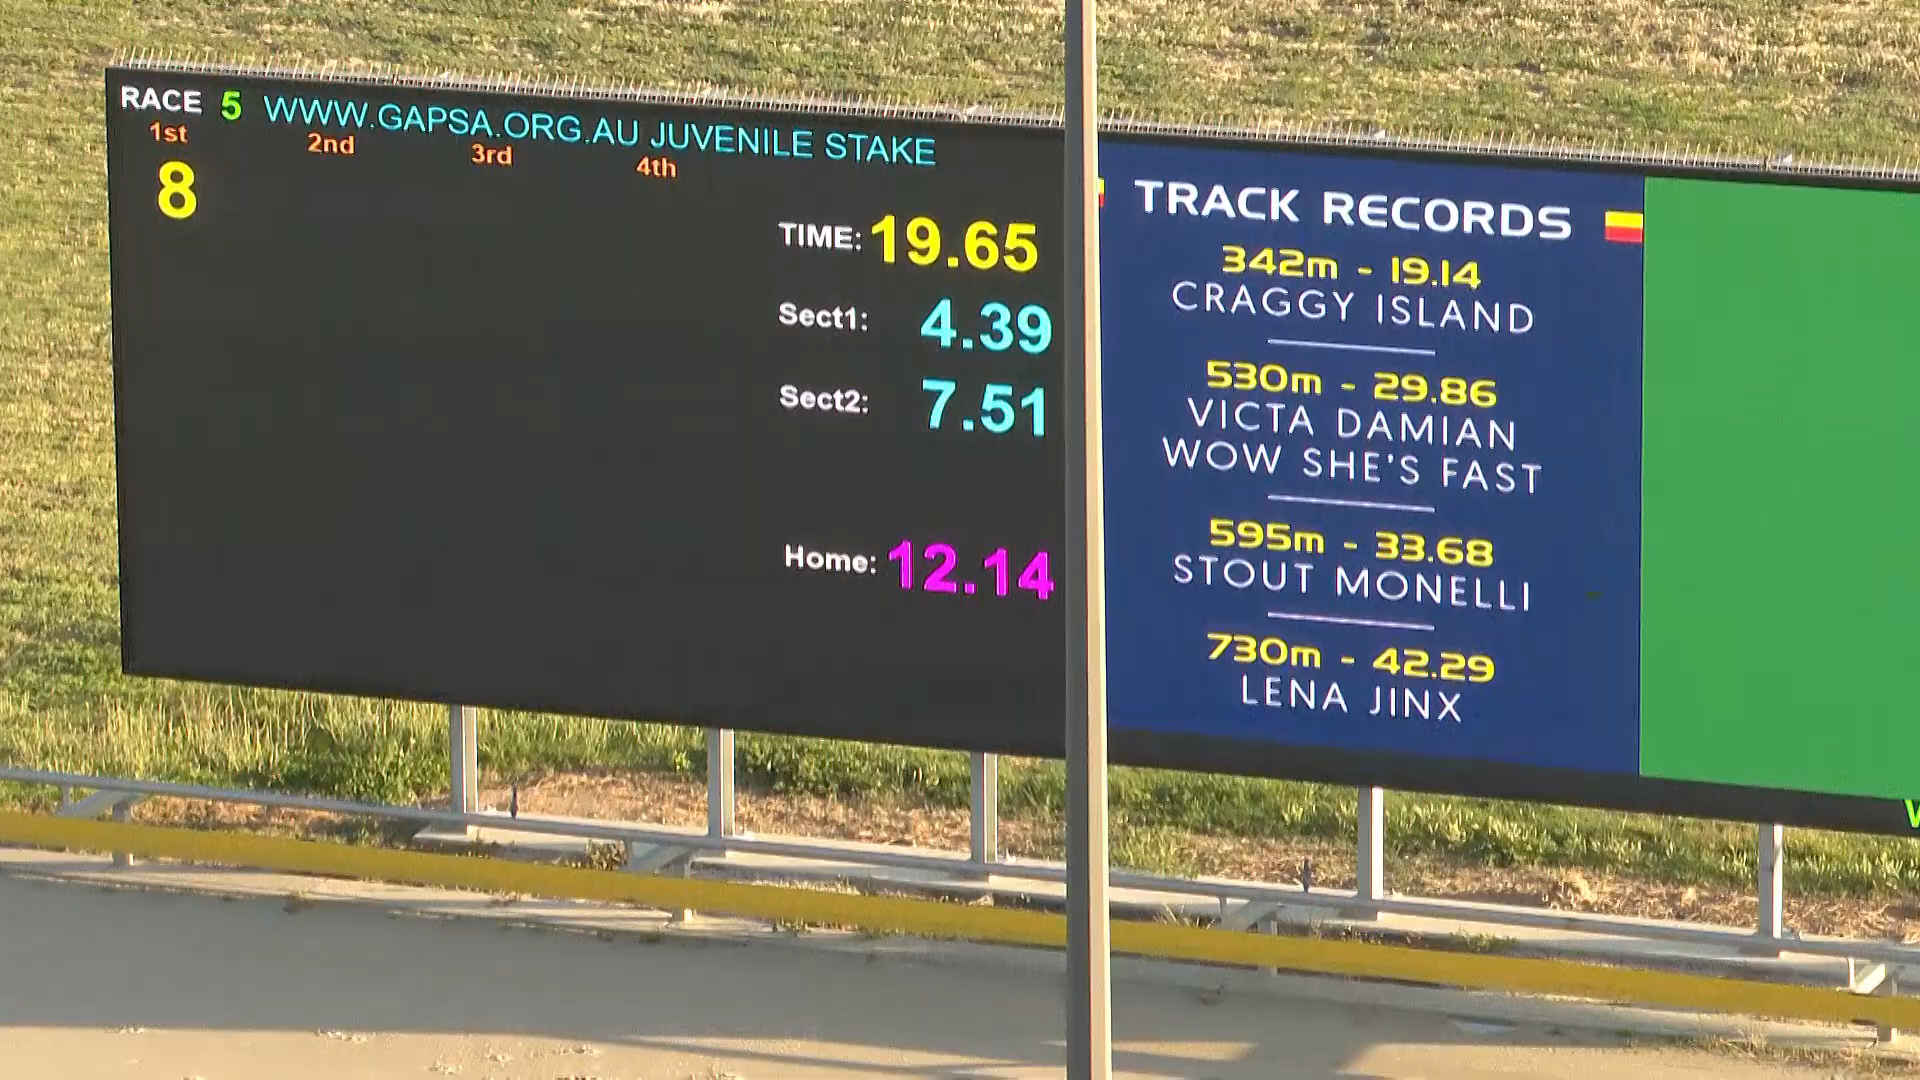 RACE 5 WWW.GAPSA.ORG.AU JUVENILE STAKE
1st 2nd 3rd 4th
8
TIME: 19.65
Sect1: 4.39
Sect2: 7.51
Home: 12.14
TRACK RECORDS
342m - 19.14
CRAGGY ISLAND
530m - 29.86
VICTA DAMIAN
WOW SHE'S FAST
595m - 33.68
STOUT MONELLI
730m - 42.29
LENA JINX